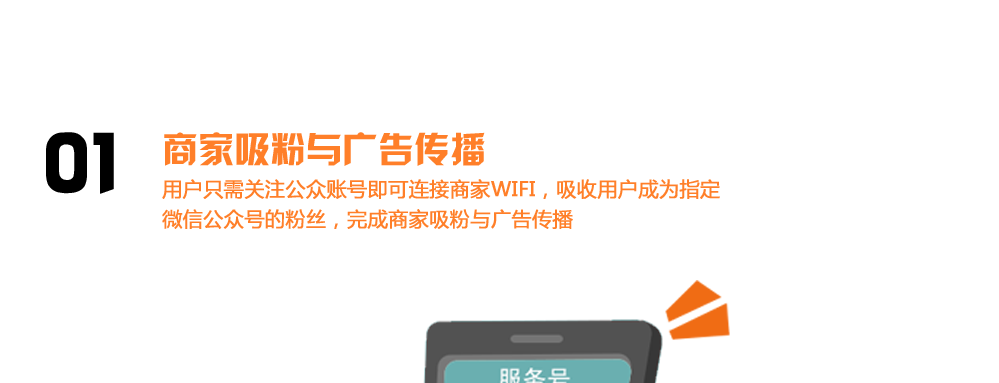 01
商家吸粉与广告传播
用户只需关注公众账号即可连接商家WIFI，吸收用户成为指定
微信公众号的粉丝，完成商家吸粉与广告传播
服务号